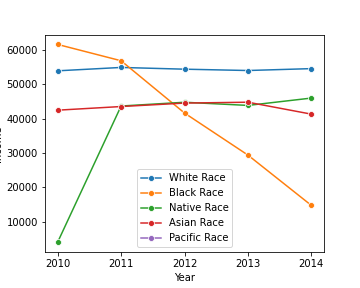 60000
50000
40000
30000
20000
10000
White Race
Black Race
Native Race
Asian Race
Pacific Race
2010 2011 2012 2013 2014
Year